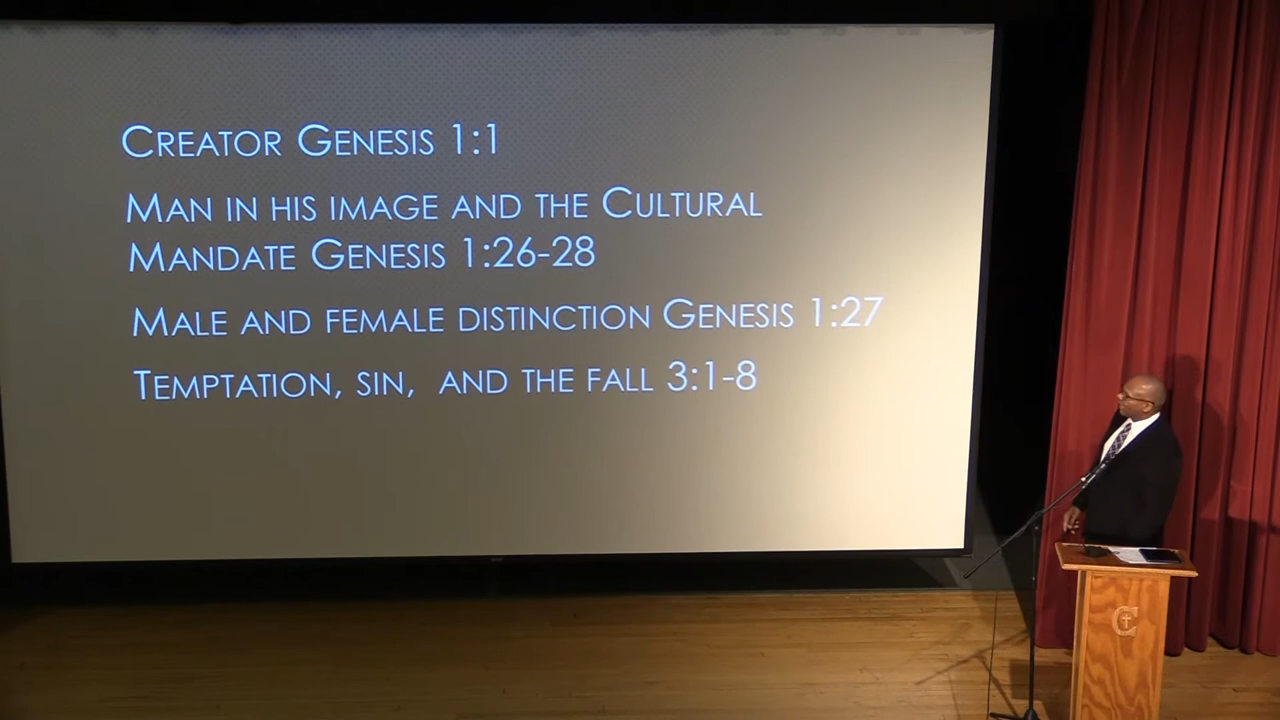 Creator Genesis 1:1
Man in his image and the Cultural
Mandate Genesis 1:26-28
Male and female distinction Genesis 1:27
Temptation, sin,  and the fall 3:1-8
C